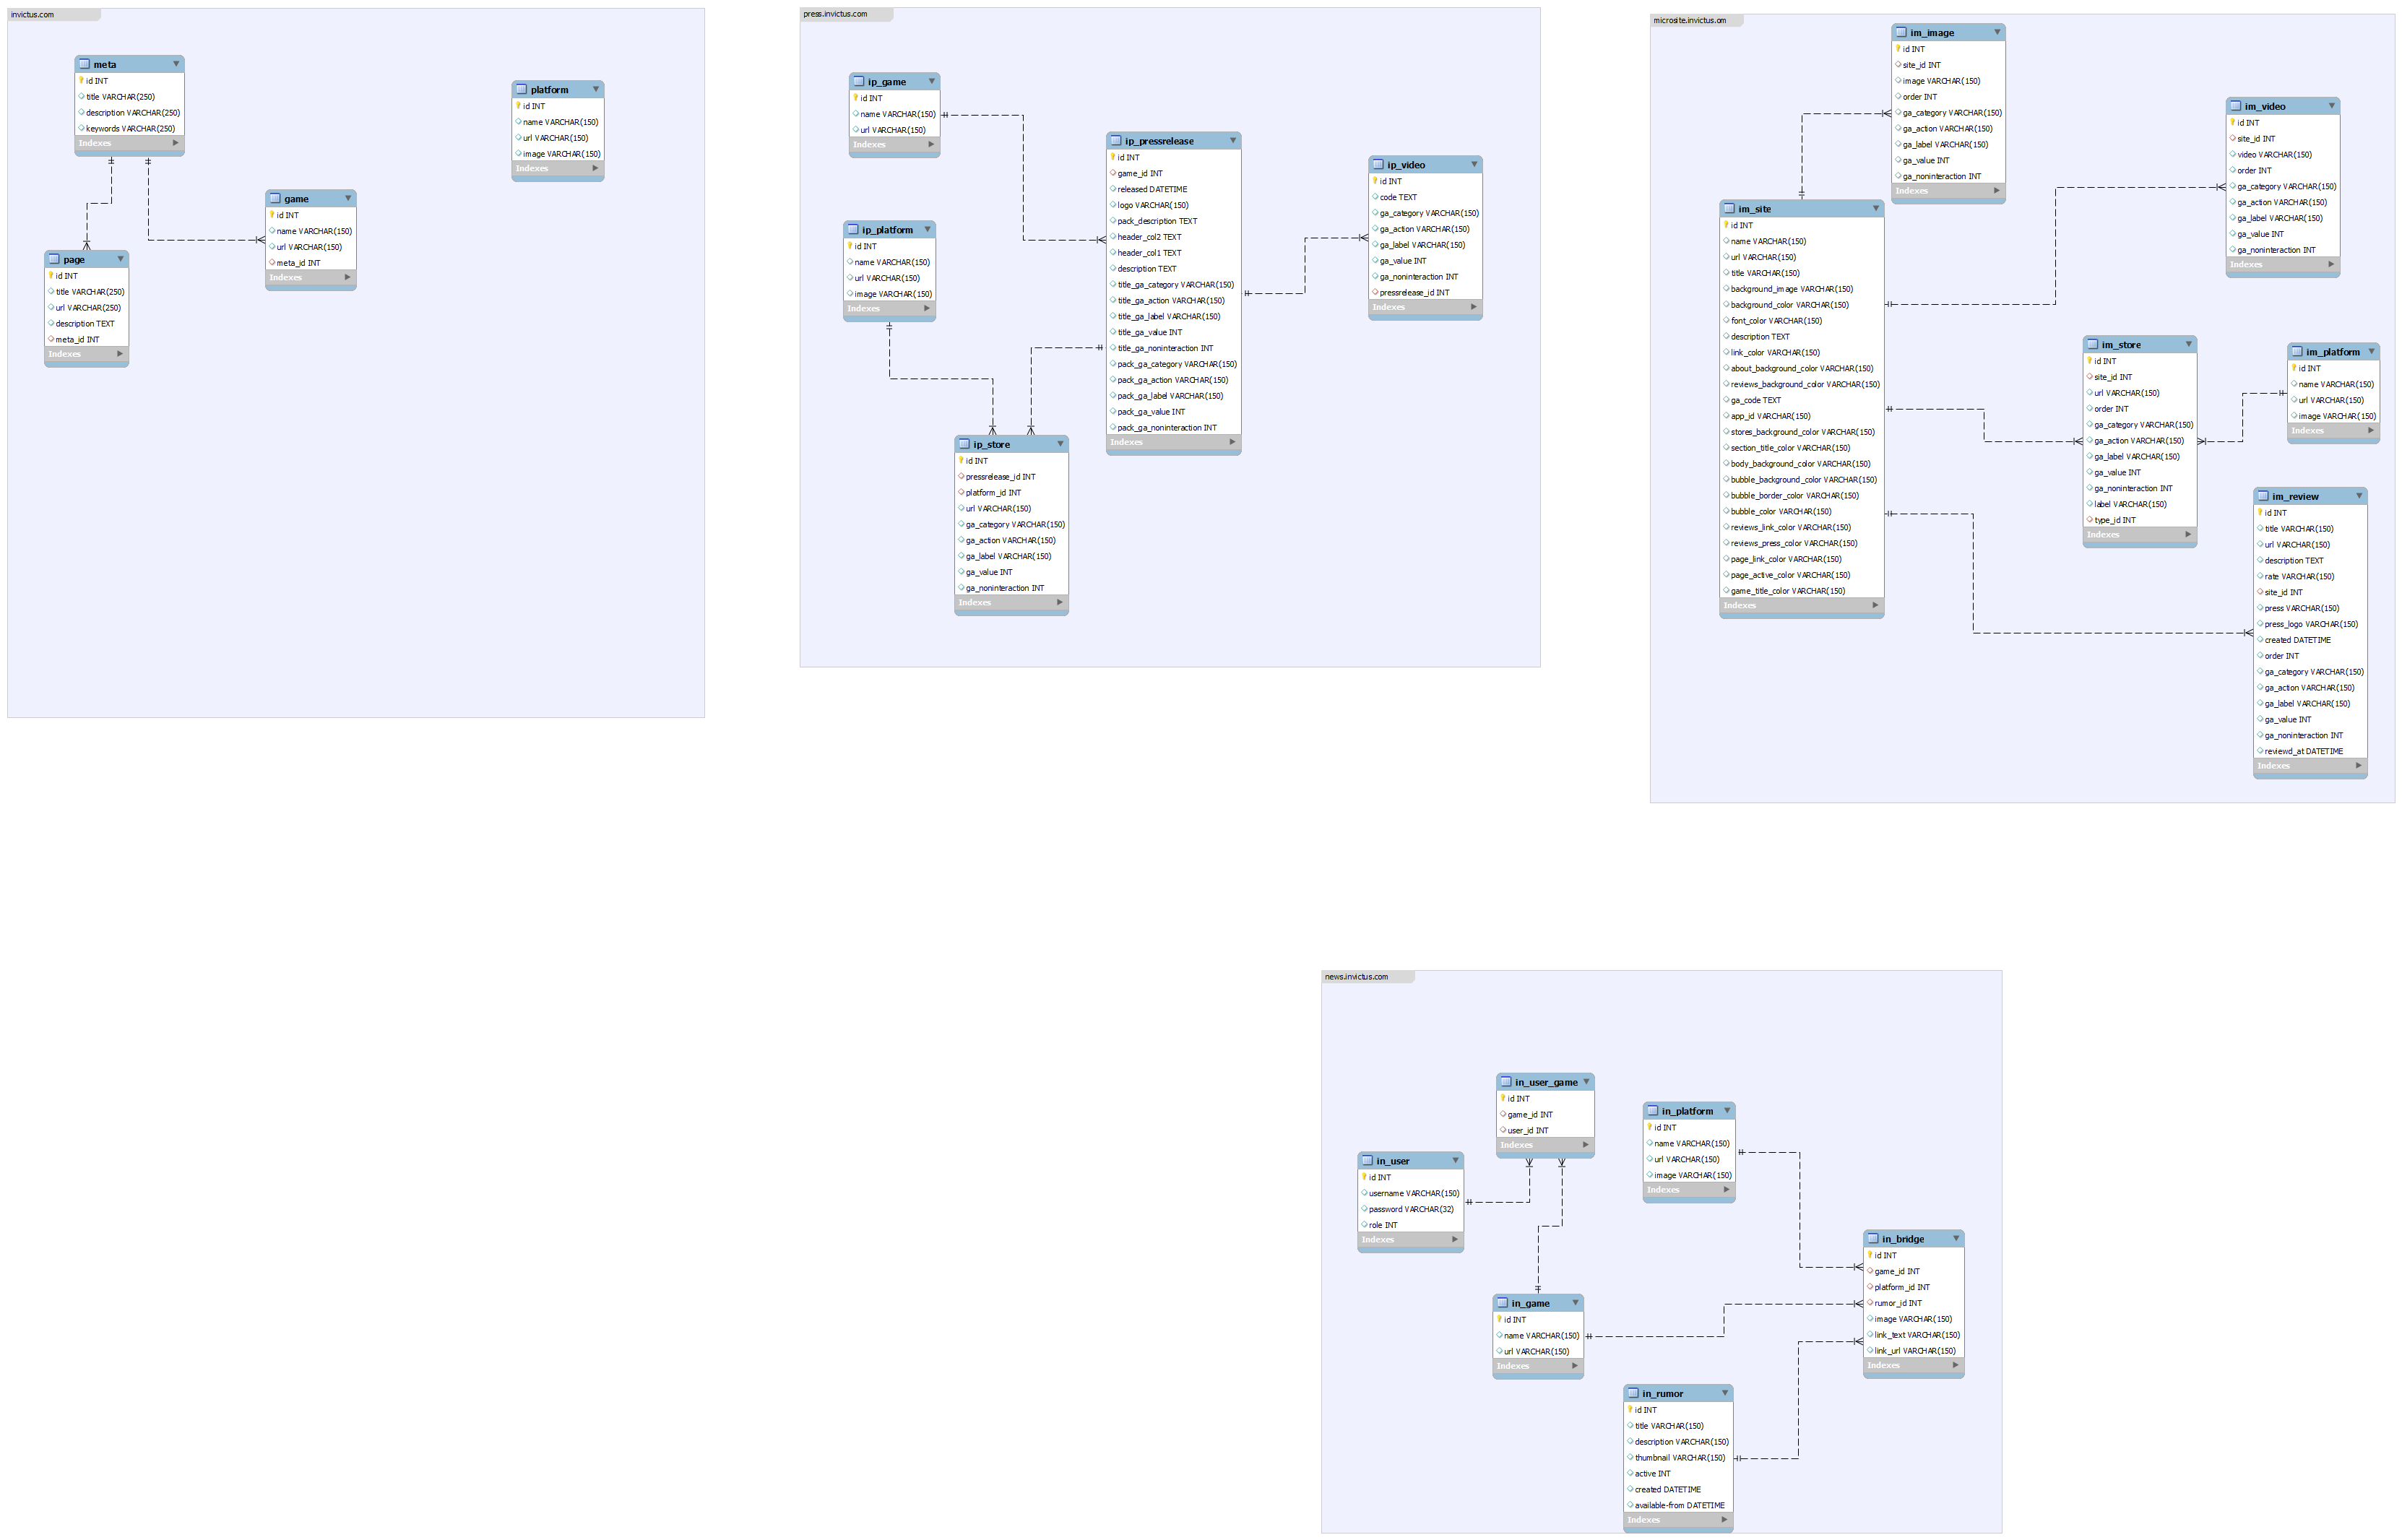 invictus.com
meta
id INT
title VARCHAR(250)
description VARCHAR(250)
keywords VARCHAR(250)
Indexes
platform
id INT
name VARCHAR(150)
url VARCHAR(150)
image VARCHAR(150)
Indexes
game
id INT
name VARCHAR(150)
url VARCHAR(150)
meta_id INT
Indexes
page
id INT
title VARCHAR(250)
url VARCHAR(250)
description TEXT
meta_id INT
Indexes
press.invictus.com
ip_game
id INT
name VARCHAR(150)
url VARCHAR(150)
Indexes
ip_pressrelease
id INT
game_id INT
released DATETIME
logo VARCHAR(150)
pack_description TEXT
header_col2 TEXT
header_col1 TEXT
description TEXT
title_ga_category VARCHAR(150)
title_ga_action VARCHAR(150)
title_ga_label VARCHAR(150)
title_ga_value INT
title_ga_noninteraction INT
pack_ga_category VARCHAR(150)
pack_ga_action VARCHAR(150)
pack_ga_label VARCHAR(150)
pack_ga_value INT
pack_ga_noninteraction INT
Indexes
ip_video
id INT
code TEXT
ga_category VARCHAR(150)
ga_action VARCHAR(150)
ga_label VARCHAR(150)
ga_value INT
ga_noninteraction INT
pressrelease_id INT
Indexes
ip_platform
id INT
name VARCHAR(150)
url VARCHAR(150)
image VARCHAR(150)
Indexes
ip_store
id INT
pressrelease_id INT
platform_id INT
url VARCHAR(150)
ga_category VARCHAR(150)
ga_action VARCHAR(150)
ga_label VARCHAR(150)
ga_value INT
ga_noninteraction INT
Indexes
microsite.invictus.om
im_image
id INT
site_id INT
image VARCHAR(150)
order INT
ga_category VARCHAR(150)
ga_action VARCHAR(150)
ga_label VARCHAR(150)
ga_value INT
ga_noninteraction INT
Indexes
im_video
id INT
site_id INT
video VARCHAR(150)
order INT
ga_category VARCHAR(150)
ga_action VARCHAR(150)
ga_label VARCHAR(150)
ga_value INT
ga_noninteraction INT
Indexes
im_site
id INT
name VARCHAR(150)
url VARCHAR(150)
title VARCHAR(150)
background_image VARCHAR(150)
background_color VARCHAR(150)
font_color VARCHAR(150)
description TEXT
link_color VARCHAR(150)
about_background_color VARCHAR(150)
reviews_background_color VARCHAR(150)
ga_code TEXT
app_id VARCHAR(150)
stores_background_color VARCHAR(150)
section_title_color VARCHAR(150)
body_background_color VARCHAR(150)
bubble_background_color VARCHAR(150)
bubble_border_color VARCHAR(150)
bubble_color VARCHAR(150)
reviews_link_color VARCHAR(150)
reviews_press_color VARCHAR(150)
page_link_color VARCHAR(150)
page_active_color VARCHAR(150)
game_title_color VARCHAR(150)
Indexes
im_store
id INT
site_id INT
url VARCHAR(150)
order INT
ga_category VARCHAR(150)
ga_action VARCHAR(150)
ga_label VARCHAR(150)
ga_value INT
ga_noninteraction INT
label VARCHAR(150)
type_id INT
Indexes
im_platform
id INT
name VARCHAR(150)
url VARCHAR(150)
image VARCHAR(150)
Indexes
im_review
id INT
title VARCHAR(150)
url VARCHAR(150)
description TEXT
rate VARCHAR(150)
site_id INT
press VARCHAR(150)
press_logo VARCHAR(150)
created DATETIME
order INT
ga_category VARCHAR(150)
ga_action VARCHAR(150)
ga_label VARCHAR(150)
ga_value INT
ga_noninteraction INT
reviewd_at DATETIME
Indexes
news.invictus.com
in_user_game
id INT
game_id INT
user_id INT
Indexes
in_platform
id INT
name VARCHAR(150)
url VARCHAR(150)
image VARCHAR(150)
Indexes
in_user
id INT
username VARCHAR(150)
password VARCHAR(32)
role INT
Indexes
in_bridge
id INT
game_id INT
platform_id INT
rumor_id INT
image VARCHAR(150)
link_text VARCHAR(150)
link_url VARCHAR(150)
Indexes
in_game
id INT
name VARCHAR(150)
url VARCHAR(150)
Indexes
in_rumor
id INT
title VARCHAR(150)
description VARCHAR(150)
thumbnail VARCHAR(150)
active INT
created DATETIME
available-from DATETIME
Indexes